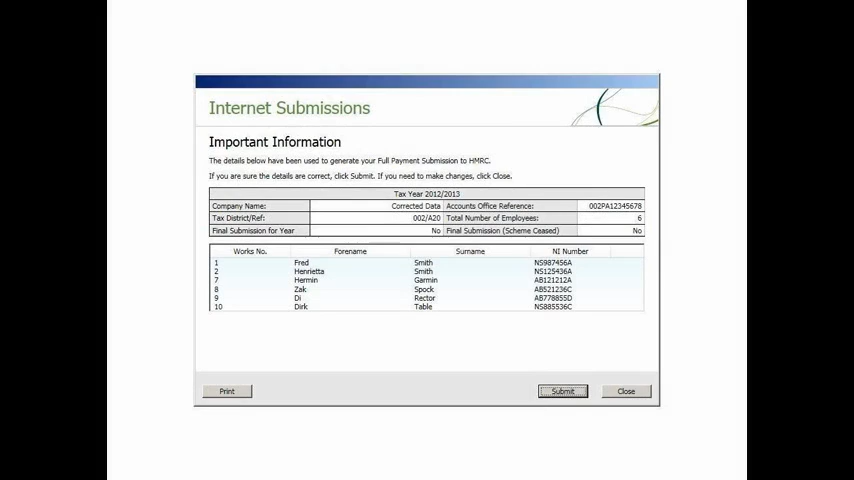 Internet Submissions
Important Information
The details below have been used to generate your Full Payment Submission to HMRC.
If you are sure the details are correct, click Submit. If you need to make changes, click Close.
Tax Year 2012/2013
Company Name: Corrected Data Accounts Office Reference: 002PA12345678
Tax District/Ref: 002/A20 Total Number of Employees: 6
Final Submission for Year No Final Submission (Scheme Ceased) No
Works No. Forename Surname NI Number
1 Fred Smith NS987456A
2 Henrietta Smith NS125436A
7 Hermin Garmin AB121212A
8 Zak Spock AB521236C
9 Di Rector AB778855D
10 Dirk Table NS885536C
Print Submit Close